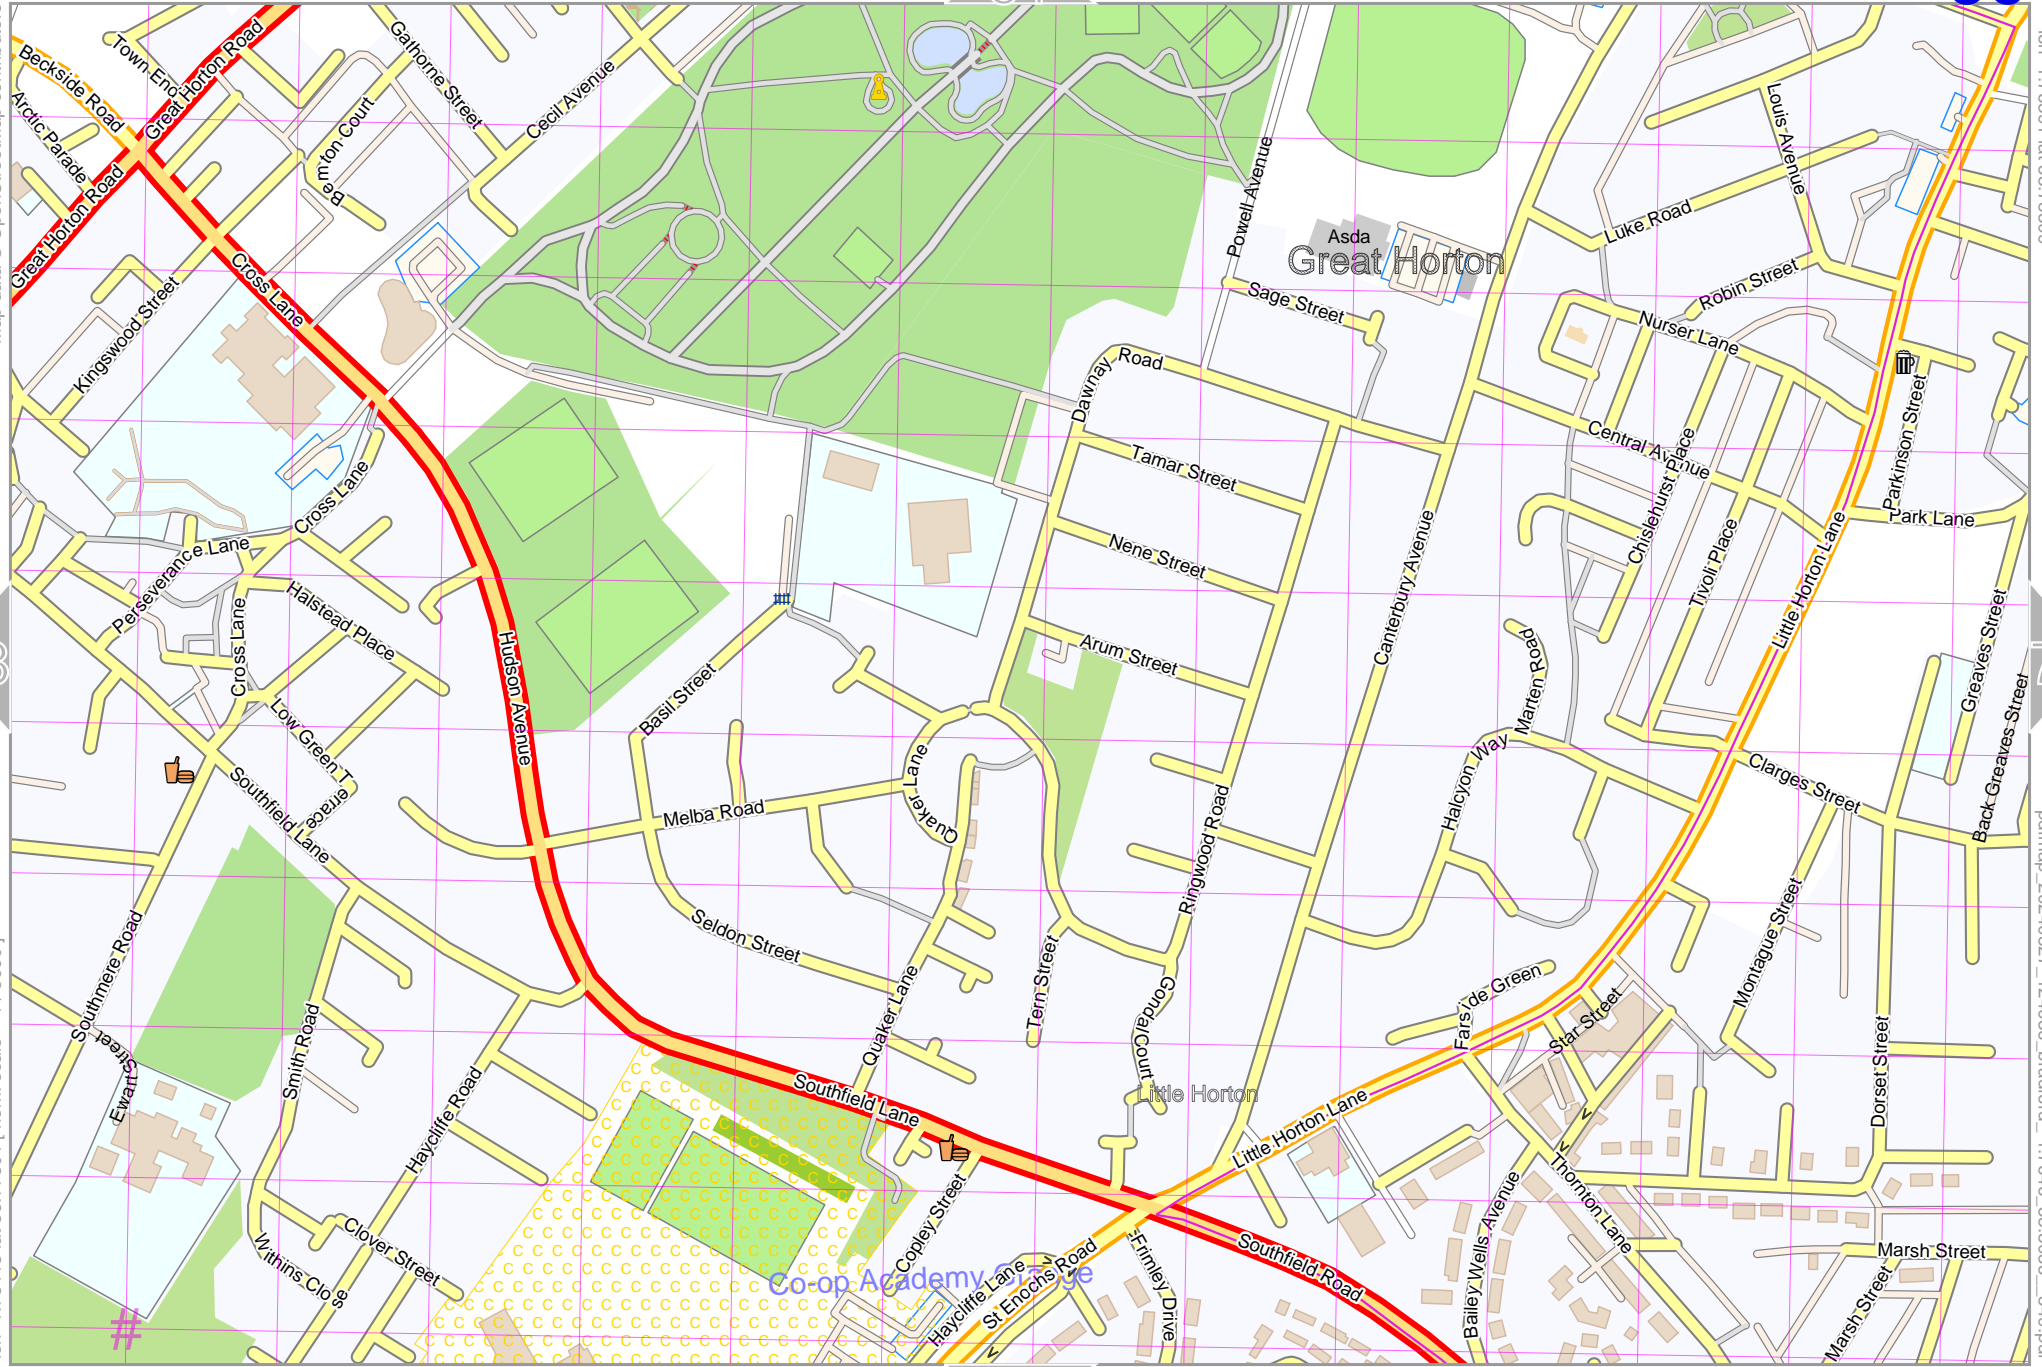 Great Horton Road
Town End
Beckside Road
Arctic Parade
Great Horton Road
Gathorne Street
Cecil Avenue
Cross Lane
Kingswood Street
Powell Avenue
Asda
Great Horton
Sage Street
Louis Avenue
Luke Road
Robin Street
Nurser Lane
Dawnay Road
Tamar Street
Nene Street
Arum Street
Canterbury Avenue
Central Avenue
Chislehurst Place
Tivoli Place
Parkinson Street
Park Lane
Little Horton Lane
Greaves Street
Back Greaves Street
Cross Lane
Perseverance Lane
Halstead Place
Cross Lane
Low Green Terrace
Southfield Lane
Hudson Avenue
Basil Street
Melba Road
Quaker Lane
Seldon Street
Quaker Lane
Tern Street
Ringwood Road
Gondal Court
Little Horton
Marten Road
Halcyon Way
Clarges Street
Montague Street
Dorset Street
Star Street
Little Horton Lane
Southmere Road
Ewart Street
Smith Road
Haycliffe Road
Clover Street
Withins Close
Southfield Lane
Copley Street
Co-op Academy Grange
Haycliffe Lane
St Enochs Road
Frimley Drive
Southfield Road
Bailey Wells Avenue
Thornton Lane
Marsh Street
Marsh Street
#